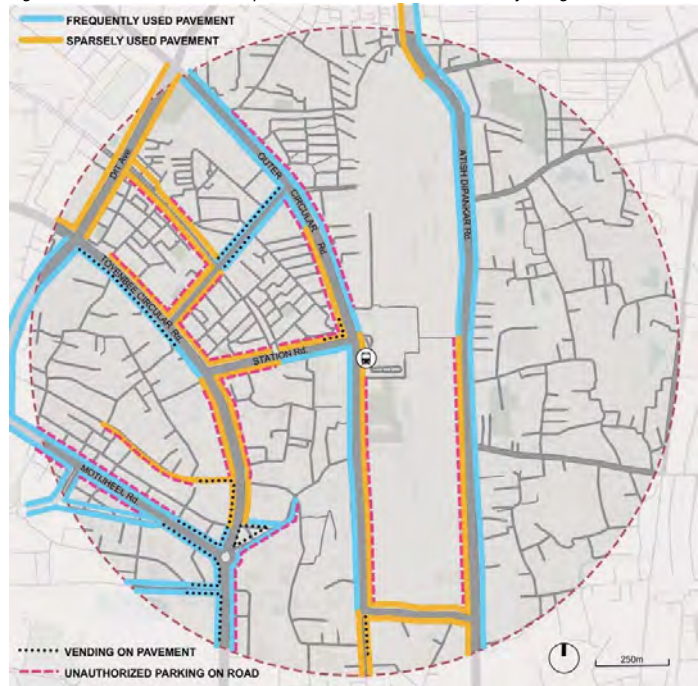 FREQUENTLY USED PAVEMENT
SPARSELY USED PAVEMENT
DIT Ave
OUTER
CIRCULAR
Rd.
ATISH DIPANKAR Rd.
TOYENBEE CIRCULAR Rd.
STATION Rd.
MOTIJHEEL Rd.
VENDING ON PAVEMENT
UNAUTHORIZED PARKING ON ROAD
250m